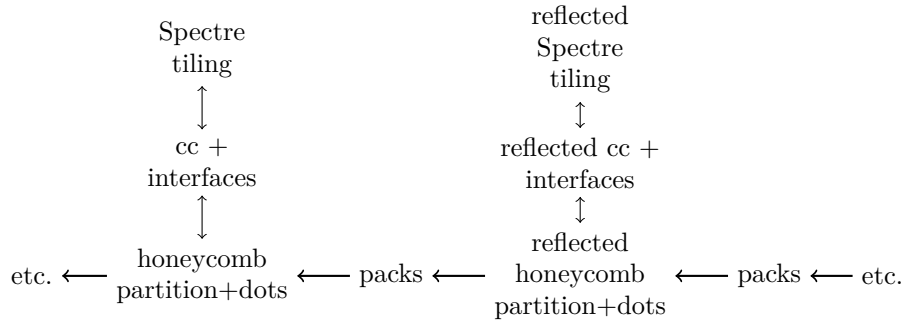 Spectre
tiling
cc +
interfaces
reflected
Spectre
tiling
reflected cc +
interfaces
etc.
honeycomb
partition+dots
packs
reflected
honeycomb
partition+dots
packs
etc.